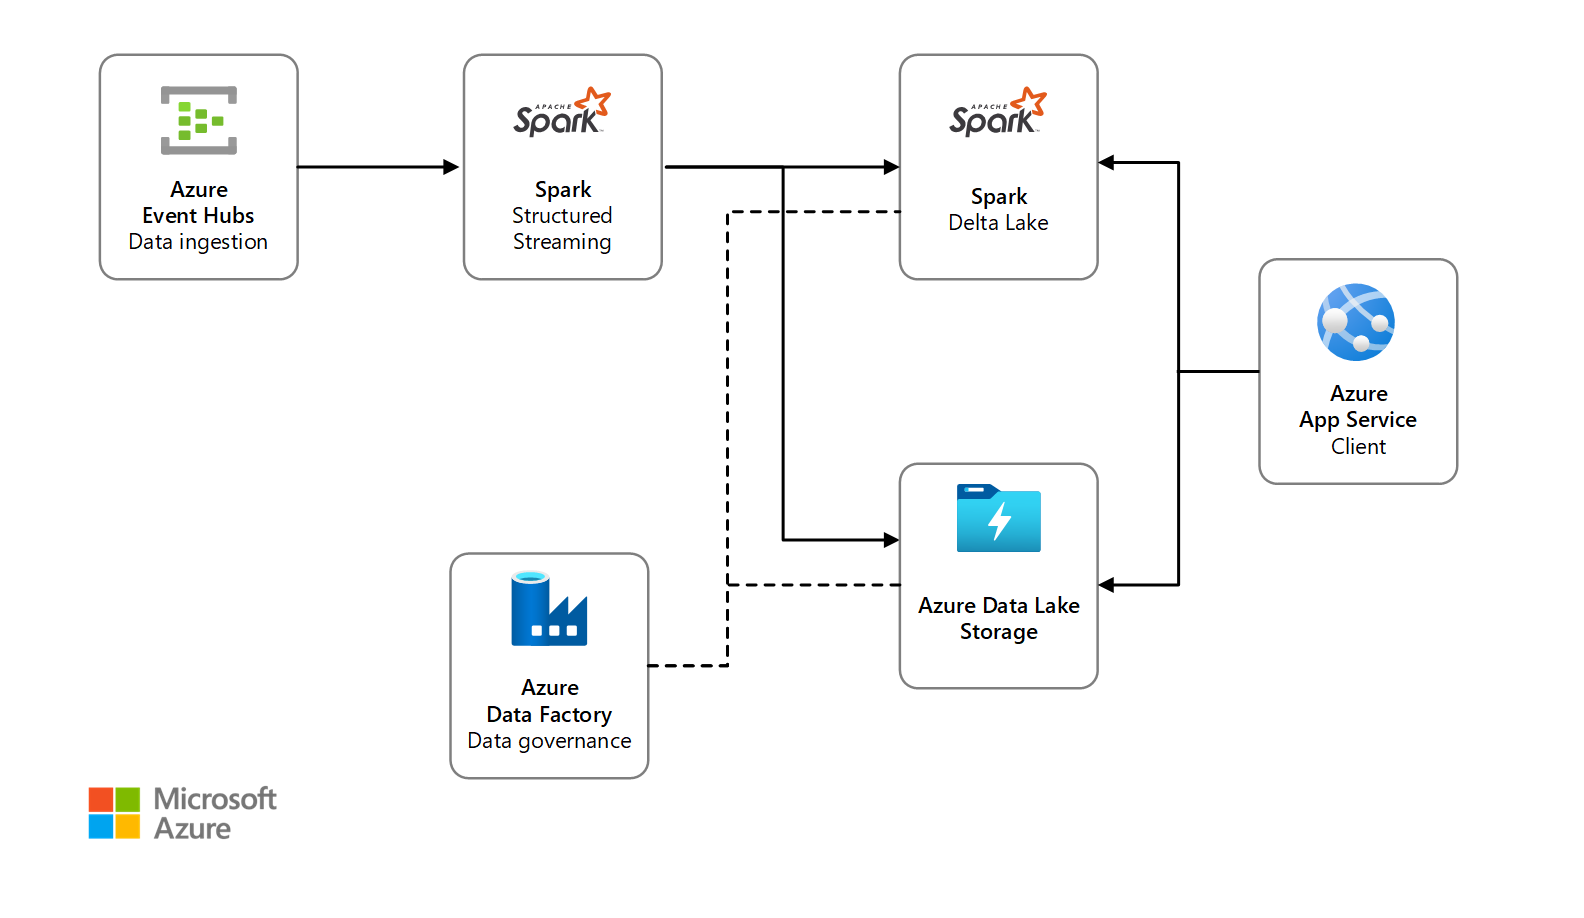 APACHE
Spark
Azure
Event Hubs
Data ingestion
Spark
Structured
Streaming
APACHE
Spark
Spark
Delta Lake
Azure
App Service
Client
Azure Data Lake
Storage
Azure
Data Factory
Data governance
Microsoft
Azure